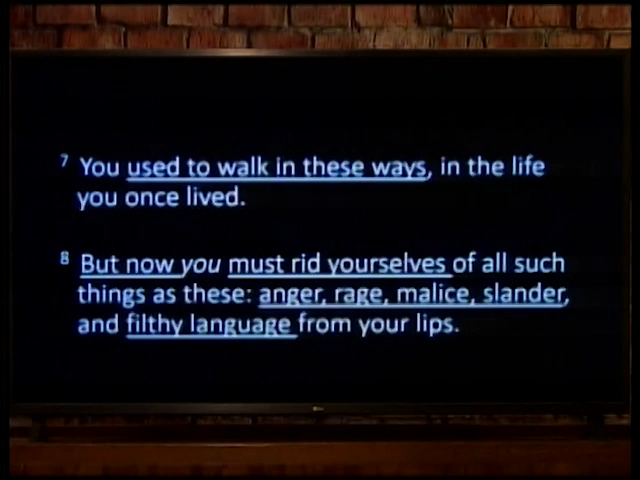 7 You used to walk in these ways, in the life
you once lived.
8 But now you must rid yourselves of all such
things as these: anger, rage, malice, slander,
and filthy language from your lips.